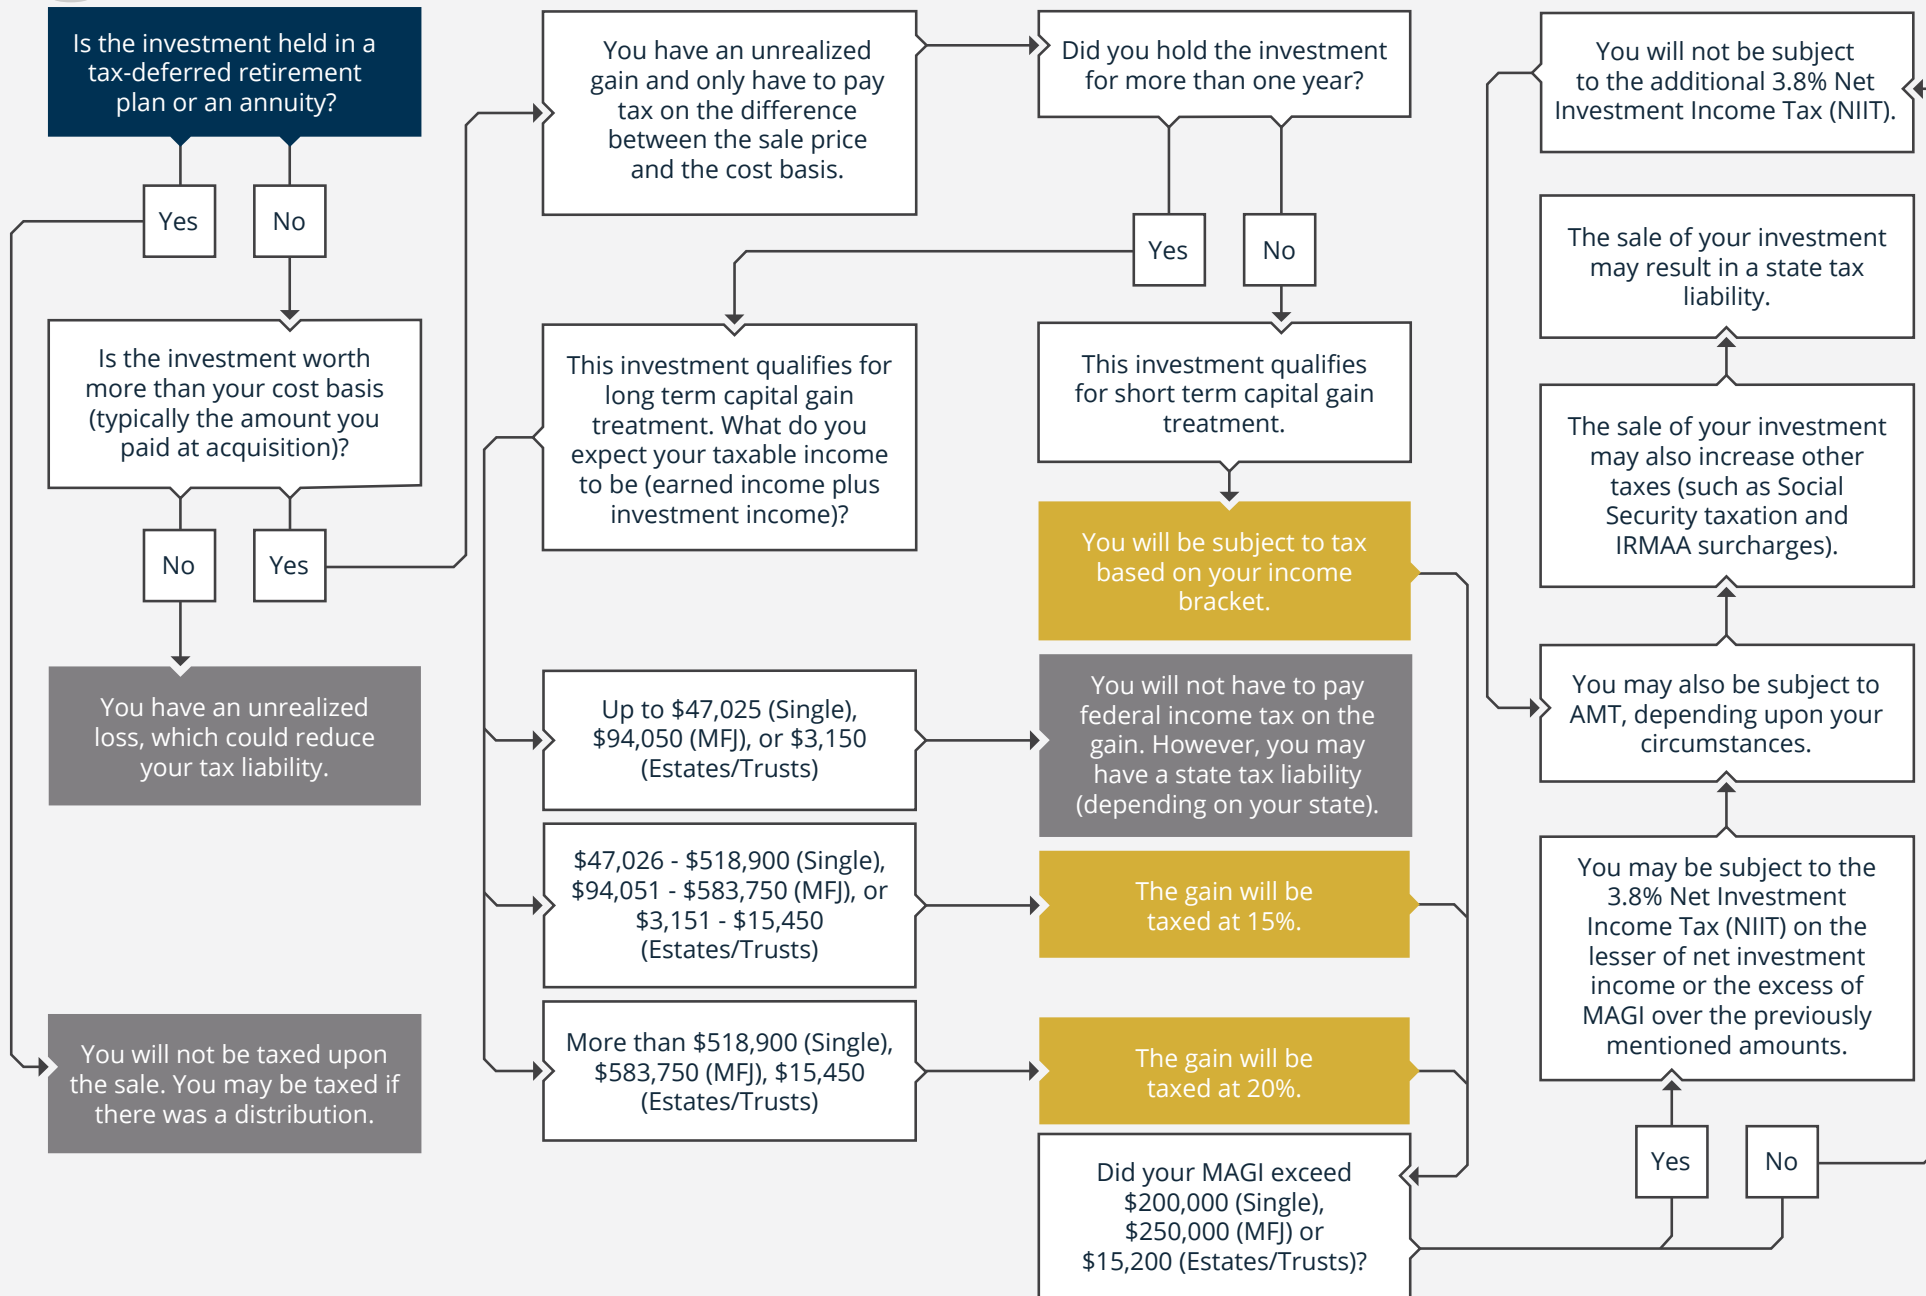 Is the investment held in a
tax-deferred retirement
plan or an annuity?
Yes
No
Is the investment worth
more than your cost basis
(typically the amount you
paid at acquisition)?
No
Yes
You have an unrealized
loss, which could reduce
your tax liability.
You will not be taxed upon
the sale. You may be taxed if
there was a distribution.
You have an unrealized
gain and only have to pay
tax on the difference
between the sale price
and the cost basis.
Did you hold the investment
for more than one year?
Yes
No
This investment qualifies for
long term capital gain
treatment. What do you
expect your taxable income
to be (earned income plus
investment income)?
This investment qualifies
for short term capital gain
treatment.
You will be subject to tax
based on your income
bracket.
Up to $47,025 (Single),
$94,050 (MFJ), or $3,150
(Estates/Trusts)
You will not have to pay
federal income tax on the
gain. However, you may
have a state tax liability
(depending on your state).
$47,026 - $518,900 (Single),
$94,051 - $583,750 (MFJ), or
$3,151 - $15,450
(Estates/Trusts)
The gain will be
taxed at 15%.
More than $518,900 (Single),
$583,750 (MFJ), $15,450
(Estates/Trusts)
The gain will be
taxed at 20%.
Did your MAGI exceed
$200,000 (Single),
$250,000 (MFJ) or
$15,200 (Estates/Trusts)?
Yes
No
You will not be subject
to the additional 3.8% Net
Investment Income Tax (NIIT).
The sale of your investment
may result in a state tax
liability.
The sale of your investment
may also increase other
taxes (such as Social
Security taxation and
IRMAA surcharges).
You may also be subject to
AMT, depending upon your
circumstances.
You may be subject to the
3.8% Net Investment
Income Tax (NIIT) on the
lesser of net investment
income or the excess of
MAGI over the previously
mentioned amounts.